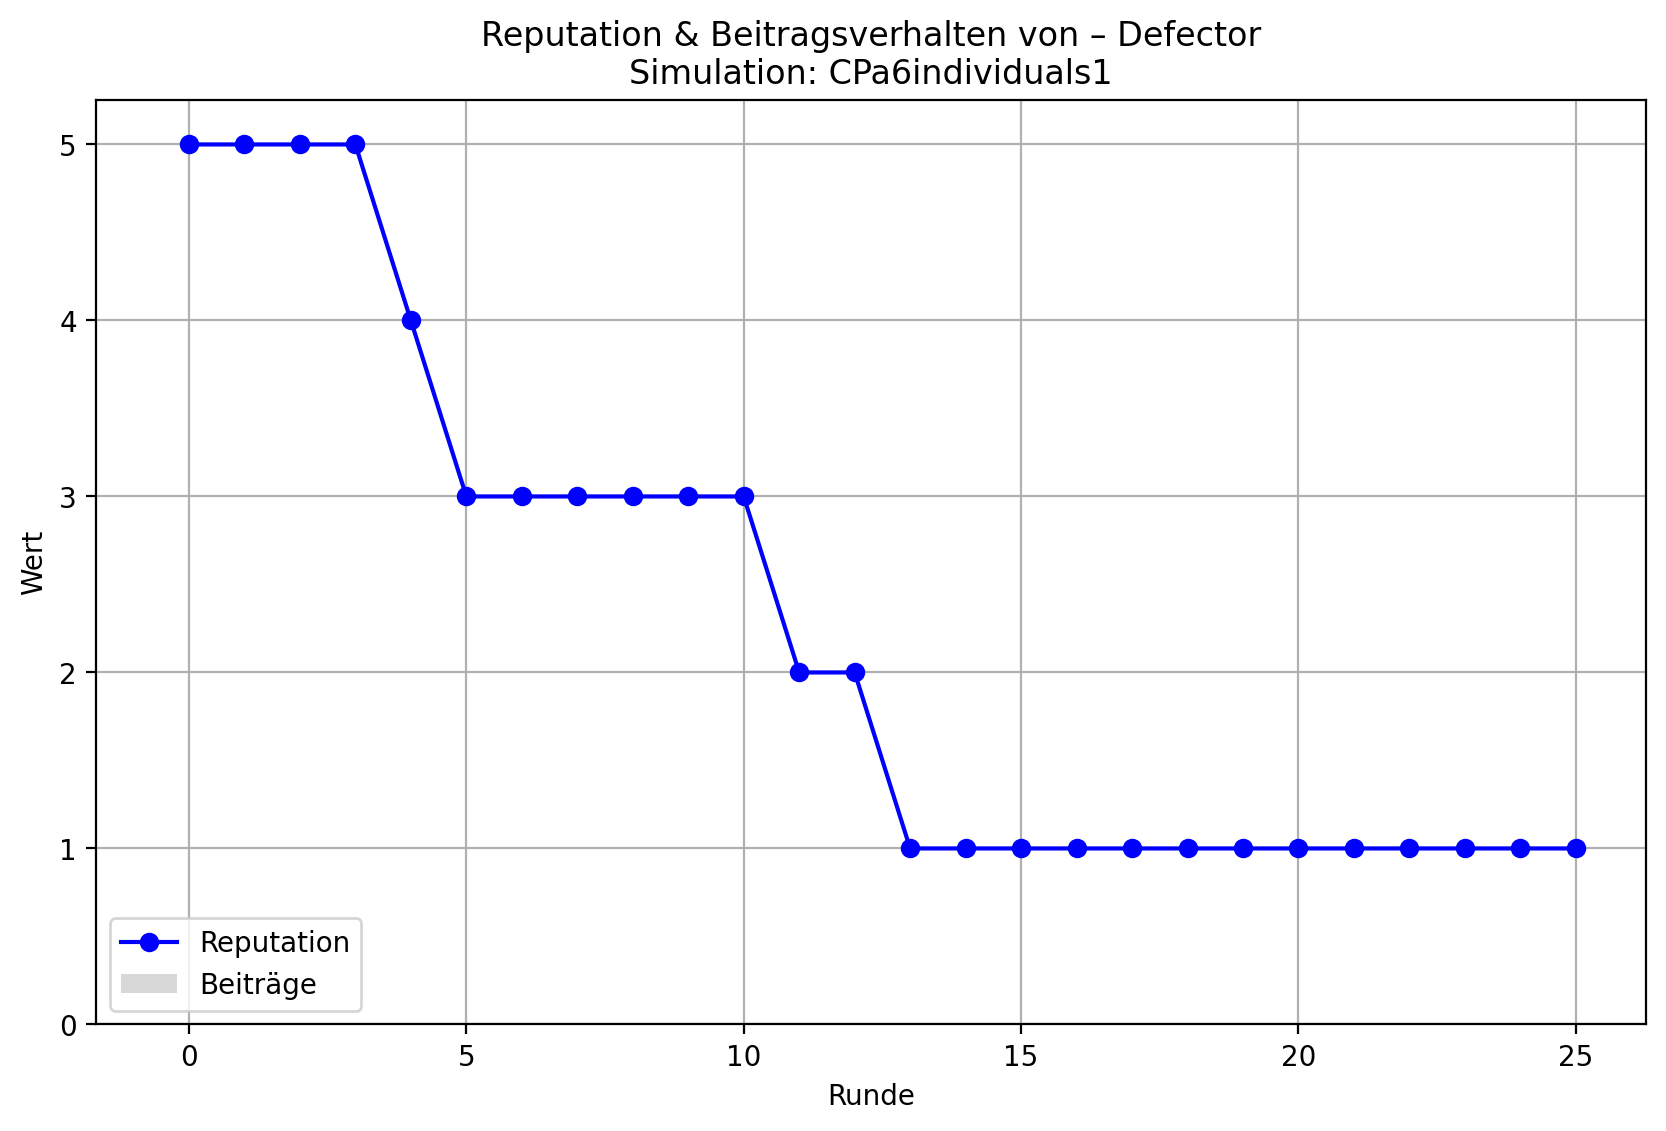 Reputation & Beitragsverhalten von – Defector
Simulation: CPa6individuals1
5
4
3
2
1
0
Wert
Reputation
Beiträge
0 5 10 15 20 25
Runde